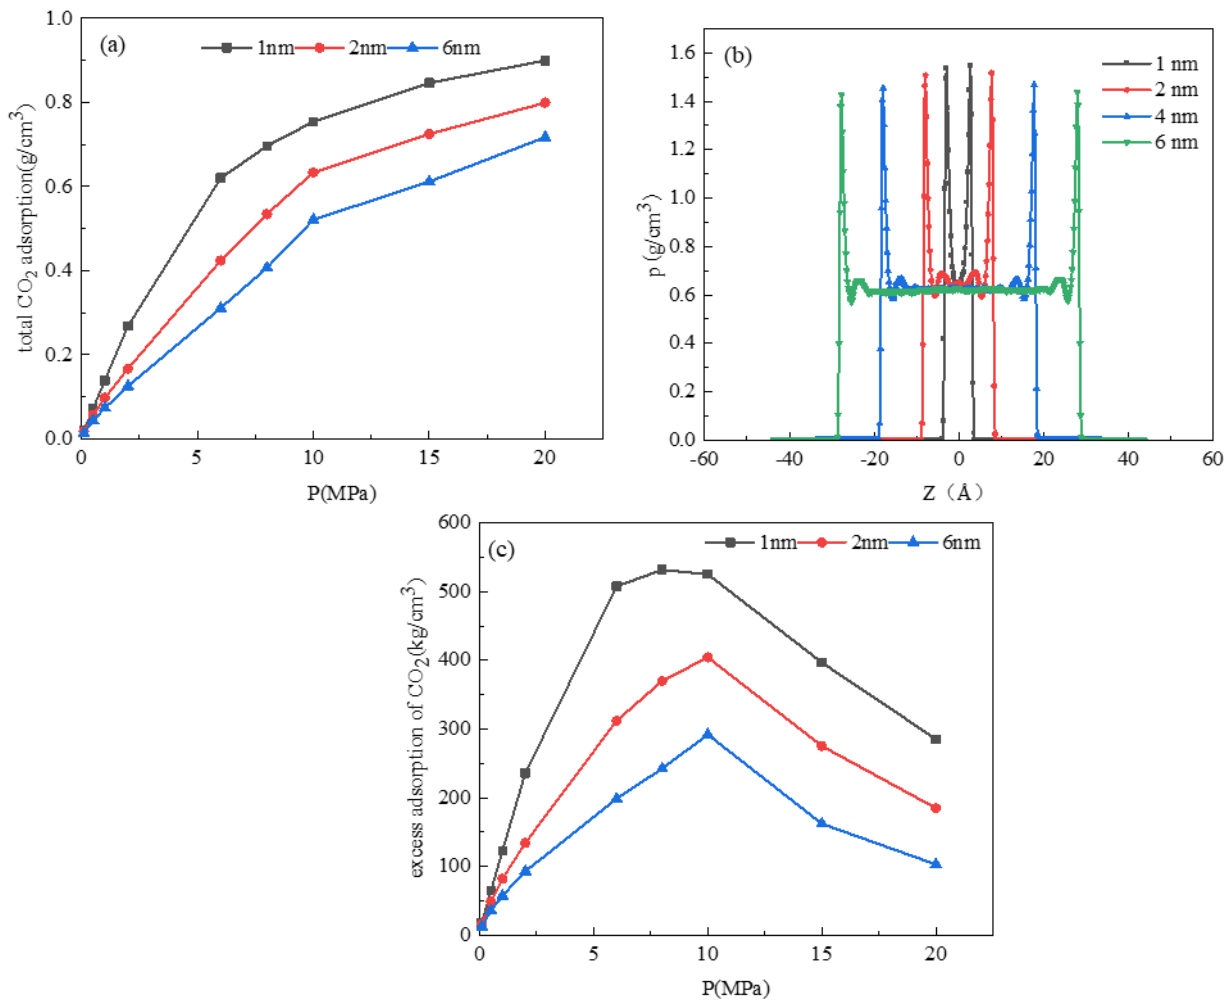 (a)
1nm 2nm 6nm
total CO2 adsorption(g/cm3)
1.0
0.8
0.6
0.4
0.2
0.0
0 5 10 15 20
P(MPa)
(b)
1 nm
2 nm
4 nm
6 nm
p (g/cm3)
1.6
1.4
1.2
1.0
0.8
0.6
0.4
0.2
0.0
-60 -40 -20 0 20 40 60
Z （Å）
(c)
1nm 2nm 6nm
excess adsorption of CO2(kg/cm3)
600
500
400
300
200
100
0
0 5 10 15 20
P(MPa)